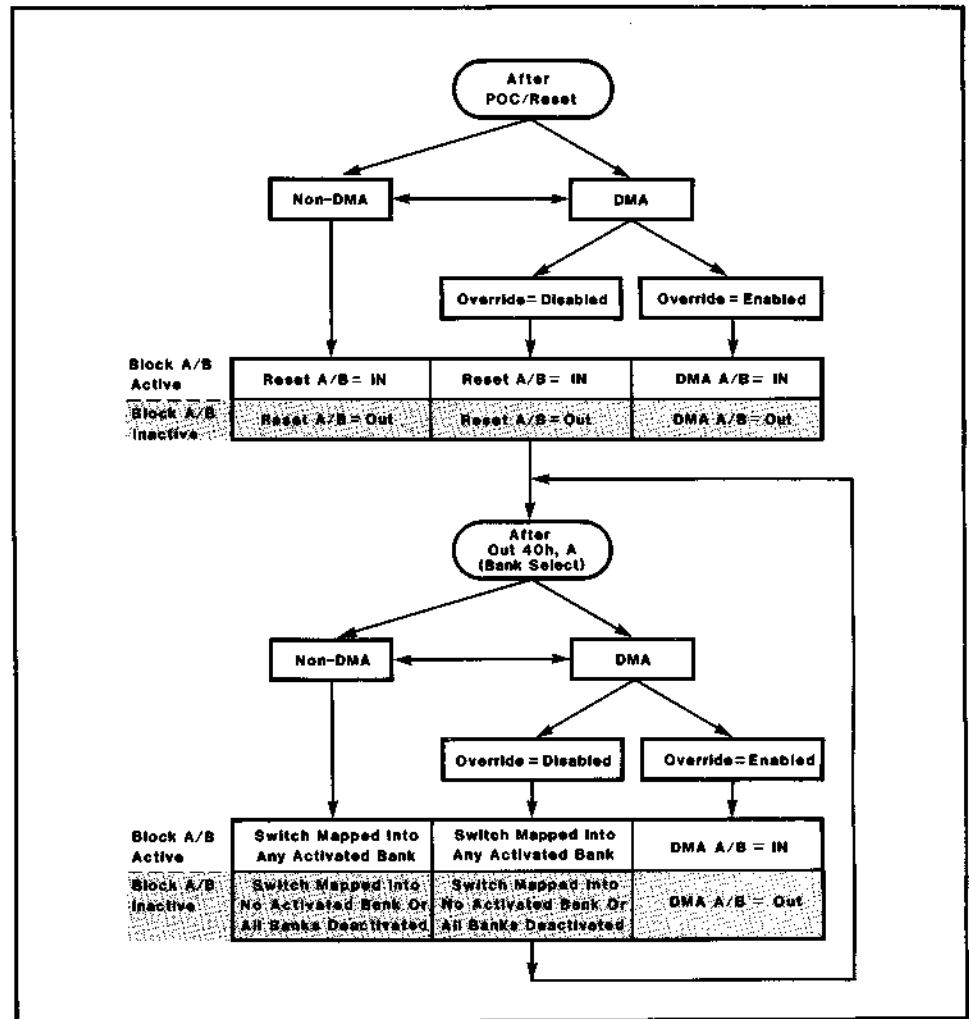 After
POC/Reset
Non-DMA
DMA
Override=Disabled
Override=Enabled
Block A/B
Active
Reset A/B= IN
Reset A/B= IN
DMA A/B= IN
Block A/B
Inactive
Reset A/B=Out
Reset A/B=Out
DMA A/B=Out
After
Out 40h, A
(Bank Select)
Non-DMA
DMA
Override=Disabled
Override=Enabled
Block A/B
Active
Switch Mapped Into
Any Activated Bank
Switch Mapped Into
Any Activated Bank
DMA A/B = IN
Block A/B
Inactive
Switch Mapped Into
No Activated Bank Or
All Banks Deactivated
Switch Mapped Into
No Activated Bank Or
All Banks Deactivated
DMA A/B = Out